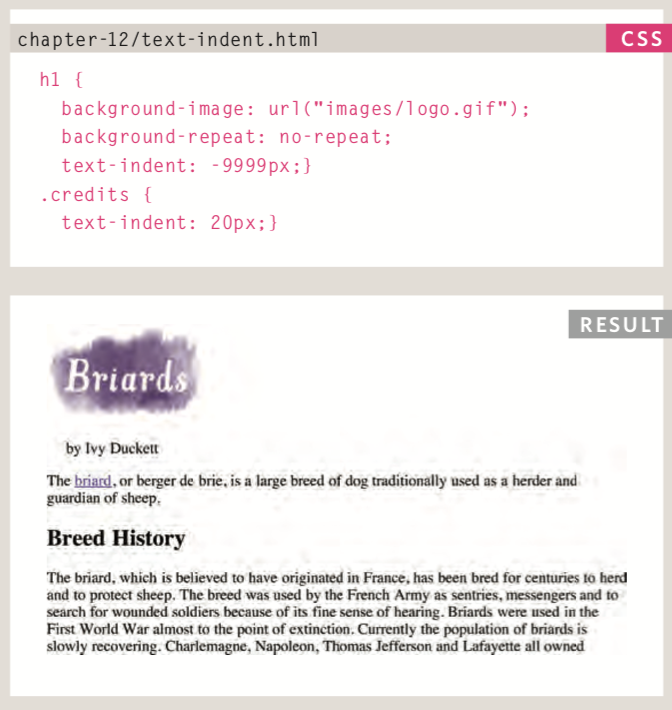 chapter-12/text-indent.html
CSS
h1 {
background-image: url("images/logo.gif");
background-repeat: no-repeat;
text-indent: -9999px;}
.credits {
text-indent: 20px;}
RESULT
Briards
by Ivy Duckett
The briard, or berger de brie, is a large breed of dog traditionally used as a herder and
guardian of sheep.
Breed History
The briard, which is believed to have originated in France, has been bred for centuries to herd
and to protect sheep. The breed was used by the French Army as sentries, messengers and to
search for wounded soldiers because of its fine sense of hearing. Briards were used in the
First World War almost to the point of extinction. Currently the population of briards is
slowly recovering. Charlemagne, Napoleon, Thomas Jefferson and Lafayette all owned